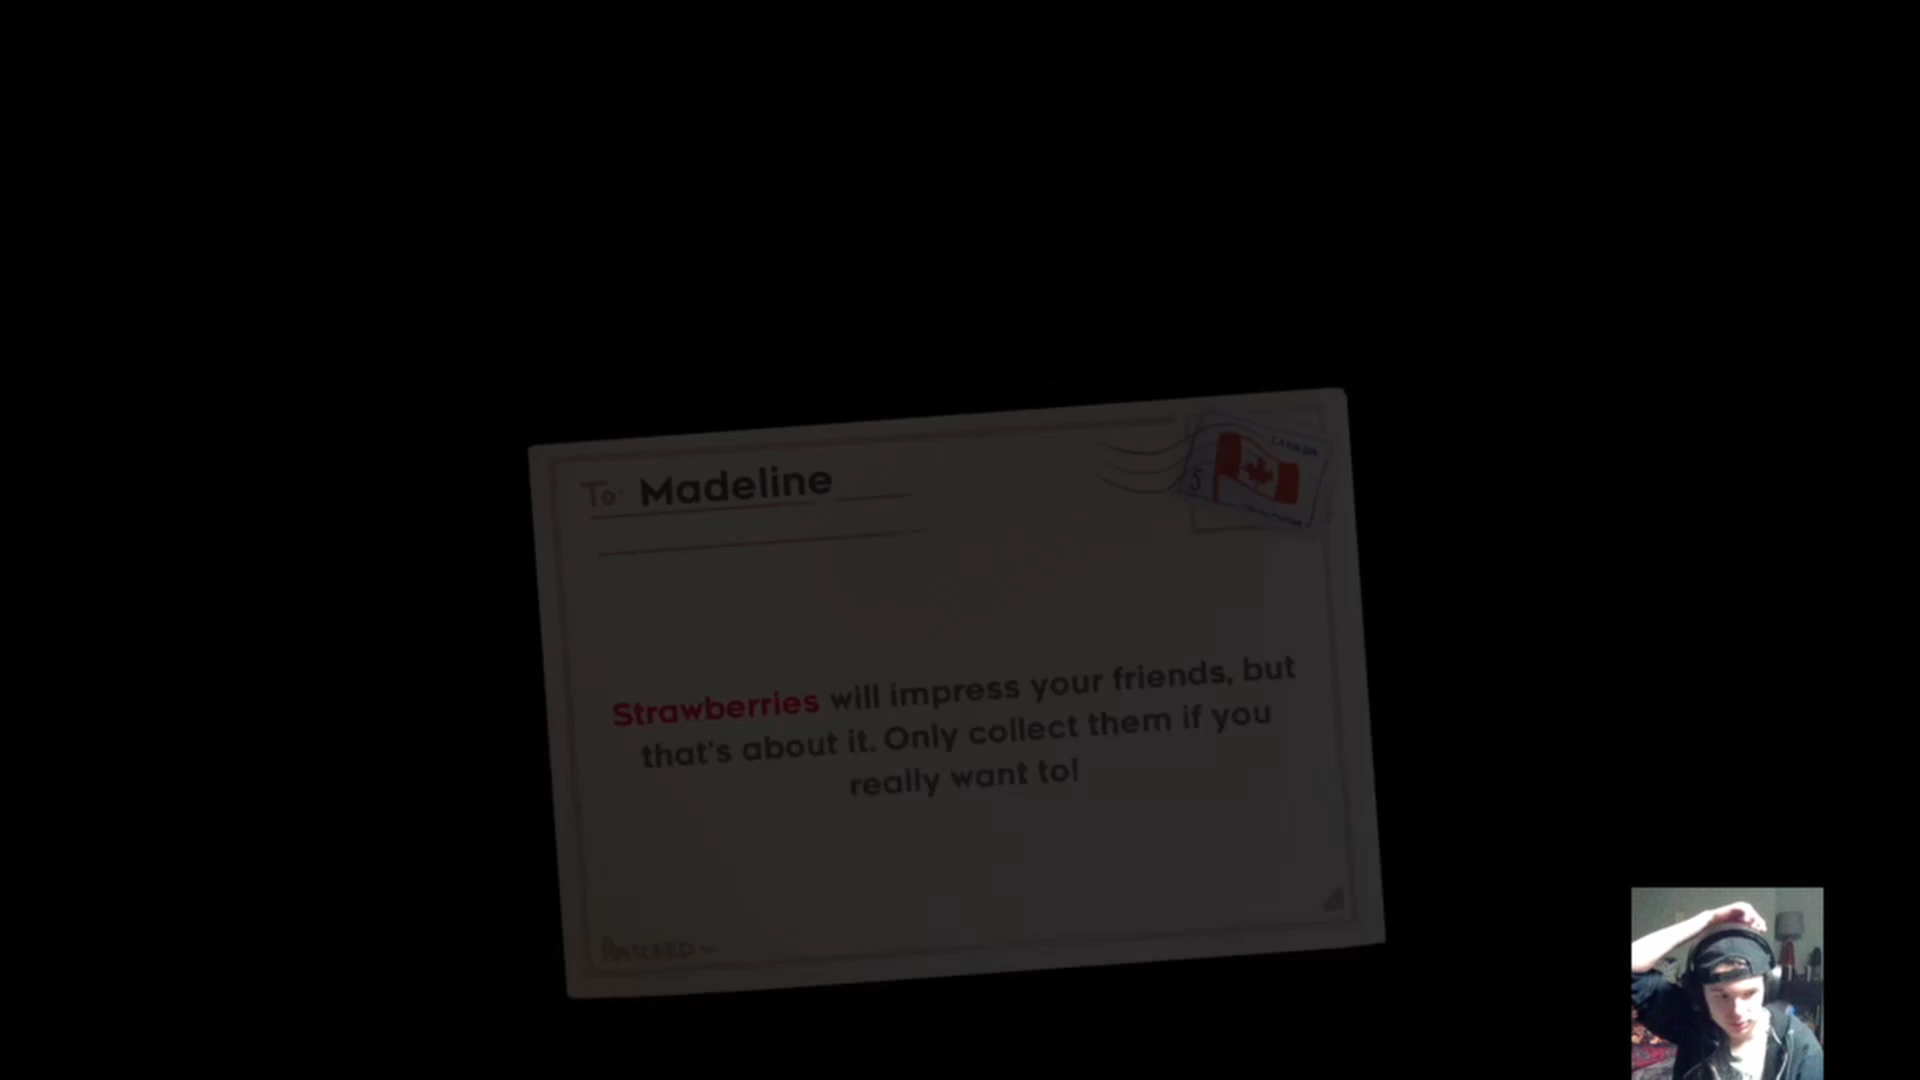 To: Madeline
Strawberries will impress your friends, but
that's about it. Only collect them if you
really want to!